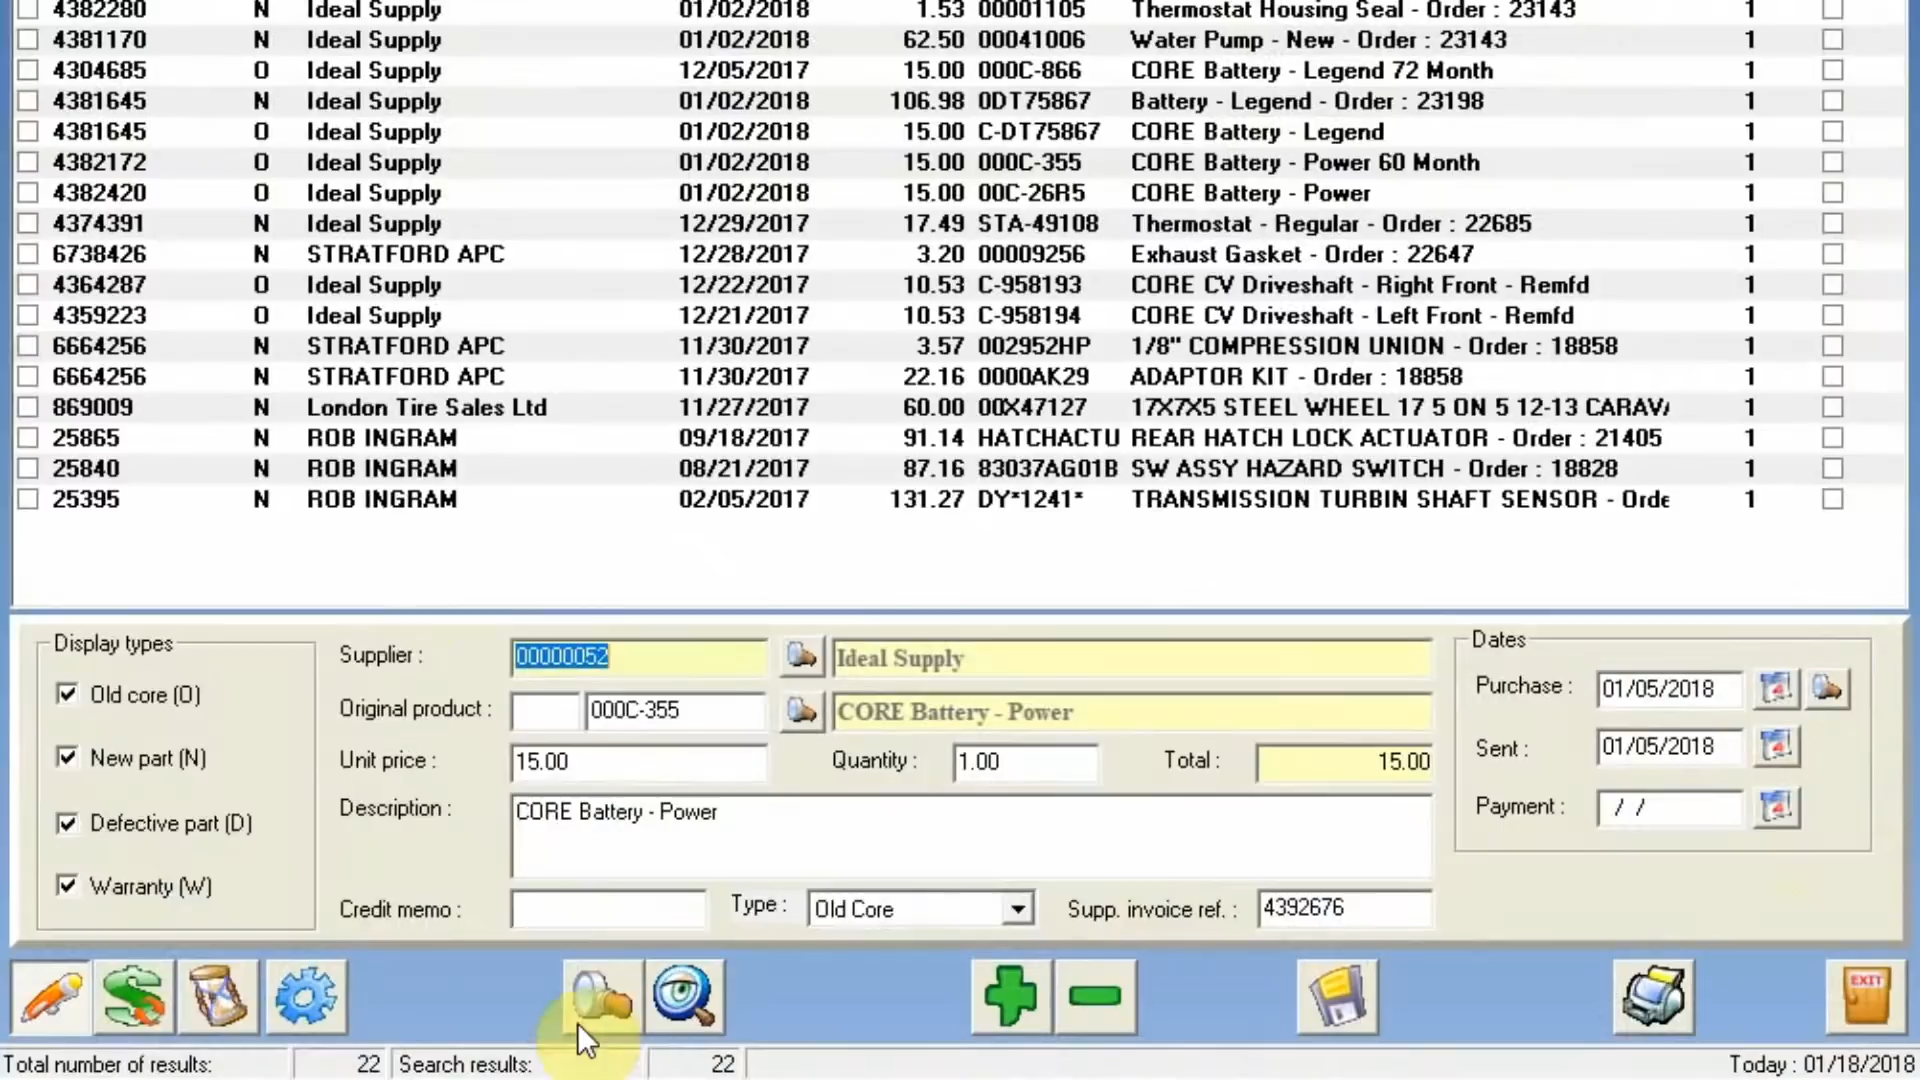 4382280 N Ideal Supply 01/02/2018 1.53 00001105 Thermostat Housing Seal - Order : 23143 1
4381170 N Ideal Supply 01/02/2018 62.50 00041006 Water Pump - New - Order : 23143 1
4304685 O Ideal Supply 12/05/2017 15.00 000C-866 CORE Battery - Legend 72 Month 1
4381645 N Ideal Supply 01/02/2018 106.98 0DT75867 Battery - Legend - Order : 23198 1
4381645 O Ideal Supply 01/02/2018 15.00 C-DT75867 CORE Battery - Legend 1
4382172 O Ideal Supply 01/02/2018 15.00 000C-355 CORE Battery - Power 60 Month 1
4382420 O Ideal Supply 01/02/2018 15.00 00C-26R5 CORE Battery - Power 1
4374391 N Ideal Supply 12/29/2017 17.49 STA-49108 Thermostat - Regular - Order : 22685 1
6738426 N STRATFORD APC 12/28/2017 3.20 00009256 Exhaust Gasket - Order : 22647 1
4364287 O Ideal Supply 12/22/2017 10.53 C-958193 CORE CV Driveshaft - Right Front - Remfd 1
4359223 O Ideal Supply 12/21/2017 10.53 C-958194 CORE CV Driveshaft - Left Front - Remfd 1
6664256 N STRATFORD APC 11/30/2017 3.57 002952HP 1/8" COMPRESSION UNION - Order : 18858 1
6664256 N STRATFORD APC 11/30/2017 22.16 0000AK29 ADAPTOR KIT - Order : 18858 1
869009 N London Tire Sales Ltd 11/27/2017 60.00 00X47127 17X7X5 STEEL WHEEL 17 5 ON 5 12-13 CARAV 1
25865 N ROB INGRAM 09/18/2017 91.14 HATCHACTU REAR HATCH LOCK ACTUATOR - Order : 21405 1
25840 N ROB INGRAM 08/21/2017 87.16 83037AG01B SW ASSY HAZARD SWITCH - Order : 18828 1
25395 N ROB INGRAM 02/05/2017 131.27 DY*1241* TRANSMISSION TURBIN SHAFT SENSOR - Orde 1
Display types
Old core (O)
New part (N)
Defective part (D)
Warranty (W)
Supplier : 00000052 Ideal Supply
Original product : 000C-355 CORE Battery - Power
Unit price : 15.00 Quantity : 1.00 Total : 15.00
Description : CORE Battery - Power
Credit memo : Type : Old Core Supp. invoice ref. : 4392676
Dates
Purchase : 01/05/2018
Sent : 01/05/2018
Payment : / /
EXIT
Total number of results: 22 Search results: 22 Today : 01/18/2018